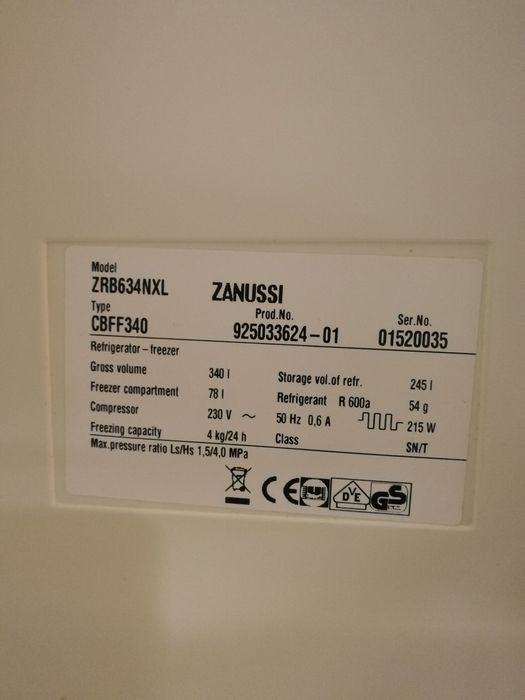 Model
ZRB634NXL ZANUSSI
Type Prod.No. Ser.No.
CBFF340 925033624-01 01520035
Refrigerator-freezer
Gross volume 340 l Storage vol.of refr. 245 l
Freezer compartment 78 l Refrigerant R 600a 54 g
Compressor 230 V ~ 50 Hz 0,6 A 215 W
Freezing capacity 4 kg/24 h Class SN/T
Max.pressure ratio Ls/Hs 1,5/4,0 MPa
CE DVE GS